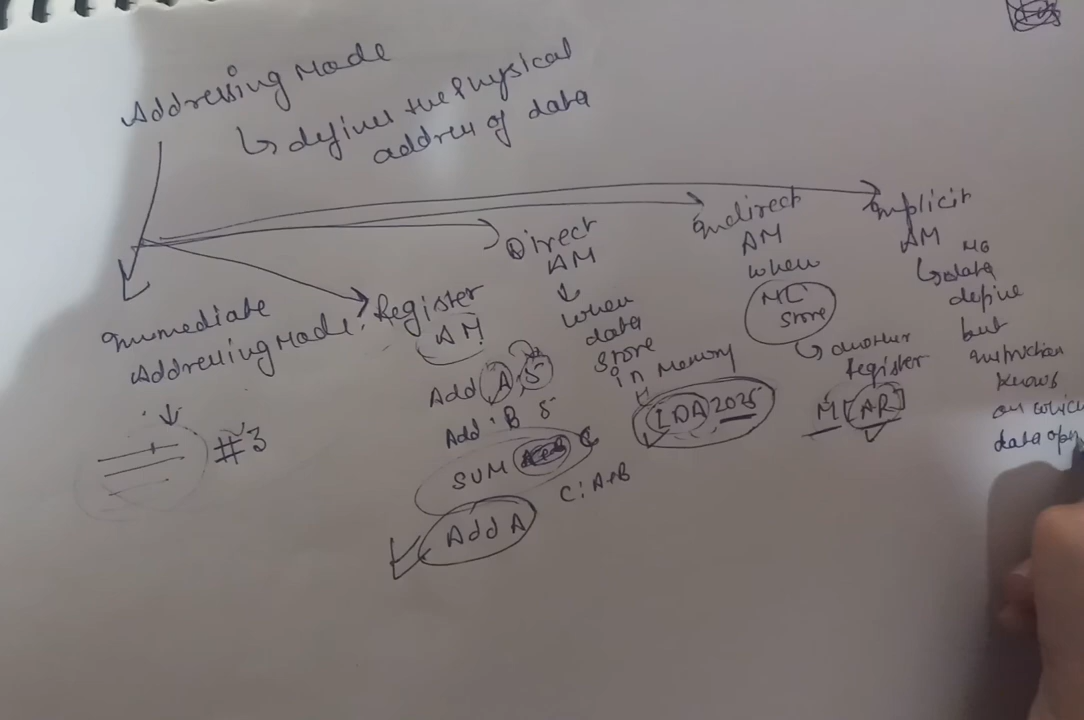 Addressing Mode
↳ defines the Physical
address of data
Immediate
Addressing Mode
#3
Register
AM
Add A, 5
Add B 5
SUM
C: A+B
Add A
Direct
AM
when
data
store
in Memory
LDA 2025
Indirect
AM
when
store
↳ another
Register
M[AR]
Implicit
AM
↳ data
define
but
instruction
knows
on which
data